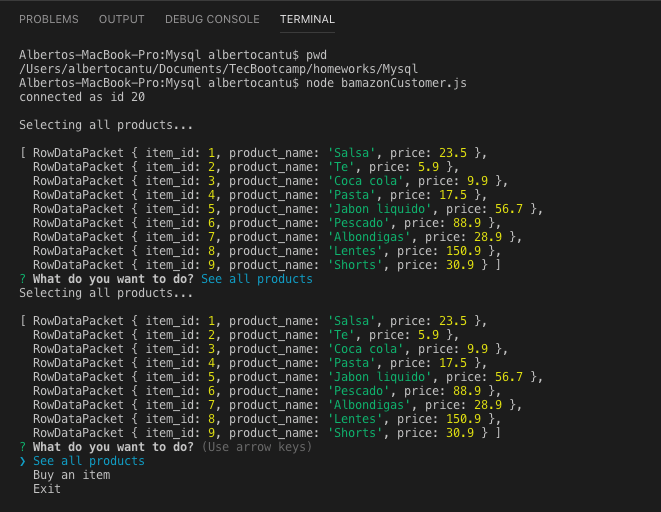 PROBLEMS OUTPUT DEBUG CONSOLE TERMINAL
Albertos-MacBook-Pro:Mysql albertocantu$ pwd
/Users/albertocantu/Documents/TecBootcamp/homeworks/Mysql
Albertos-MacBook-Pro:Mysql albertocantu$ node bamazonCustomer.js
connected as id 20
Selecting all products...
[ RowDataPacket { item_id: 1, product_name: 'Salsa', price: 23.5 },
RowDataPacket { item_id: 2, product_name: 'Te', price: 5.9 },
RowDataPacket { item_id: 3, product_name: 'Coca cola', price: 9.9 },
RowDataPacket { item_id: 4, product_name: 'Pasta', price: 17.5 },
RowDataPacket { item_id: 5, product_name: 'Jabon liquido', price: 56.7 },
RowDataPacket { item_id: 6, product_name: 'Pescado', price: 88.9 },
RowDataPacket { item_id: 7, product_name: 'Albondigas', price: 28.9 },
RowDataPacket { item_id: 8, product_name: 'Lentes', price: 150.9 },
RowDataPacket { item_id: 9, product_name: 'Shorts', price: 30.9 } ]
? What do you want to do? See all products
Selecting all products...
[ RowDataPacket { item_id: 1, product_name: 'Salsa', price: 23.5 },
RowDataPacket { item_id: 2, product_name: 'Te', price: 5.9 },
RowDataPacket { item_id: 3, product_name: 'Coca cola', price: 9.9 },
RowDataPacket { item_id: 4, product_name: 'Pasta', price: 17.5 },
RowDataPacket { item_id: 5, product_name: 'Jabon liquido', price: 56.7 },
RowDataPacket { item_id: 6, product_name: 'Pescado', price: 88.9 },
RowDataPacket { item_id: 7, product_name: 'Albondigas', price: 28.9 },
RowDataPacket { item_id: 8, product_name: 'Lentes', price: 150.9 },
RowDataPacket { item_id: 9, product_name: 'Shorts', price: 30.9 } ]
? What do you want to do? (Use arrow keys)
❯ See all products
Buy an item
Exit